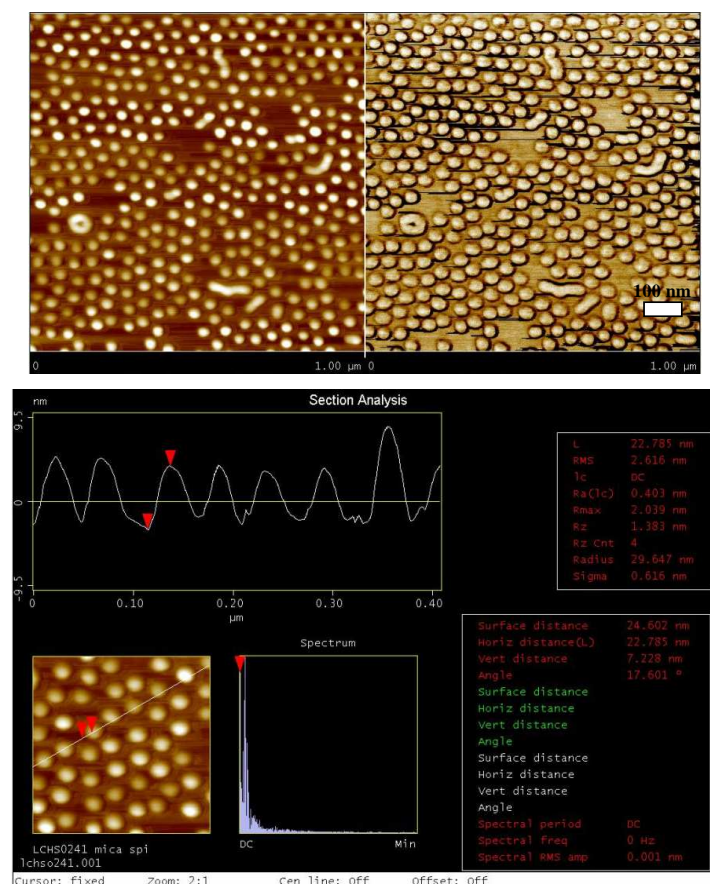 100 nm
0 1.00 µm 0 1.00 µm
Section Analysis
nm
9.5
0
-9.5
0 0.10 0.20 0.30 0.40
µm
L 22.785 nm
RMS 2.616 nm
lc DC
Ra(lc) 0.403 nm
Rmax 2.039 nm
Rz 1.383 nm
Rz Cnt 4
Radius 29.647 nm
Sigma 0.616 nm
Spectrum
DC Min
Surface distance 24.602 nm
Horiz distance(L) 22.785 nm
Vert distance 7.228 nm
Angle 17.601 °
Surface distance
Horiz distance
Vert distance
Angle
Surface distance
Horiz distance
Vert distance
Angle
Spectral period DC
Spectral freq 0 Hz
Spectral RMS amp 0.001 nm
LCHS0241 mica spi
lchso241.001
Cursor: fixed Zoom: 2:1 Cen line: Off Offset: Off